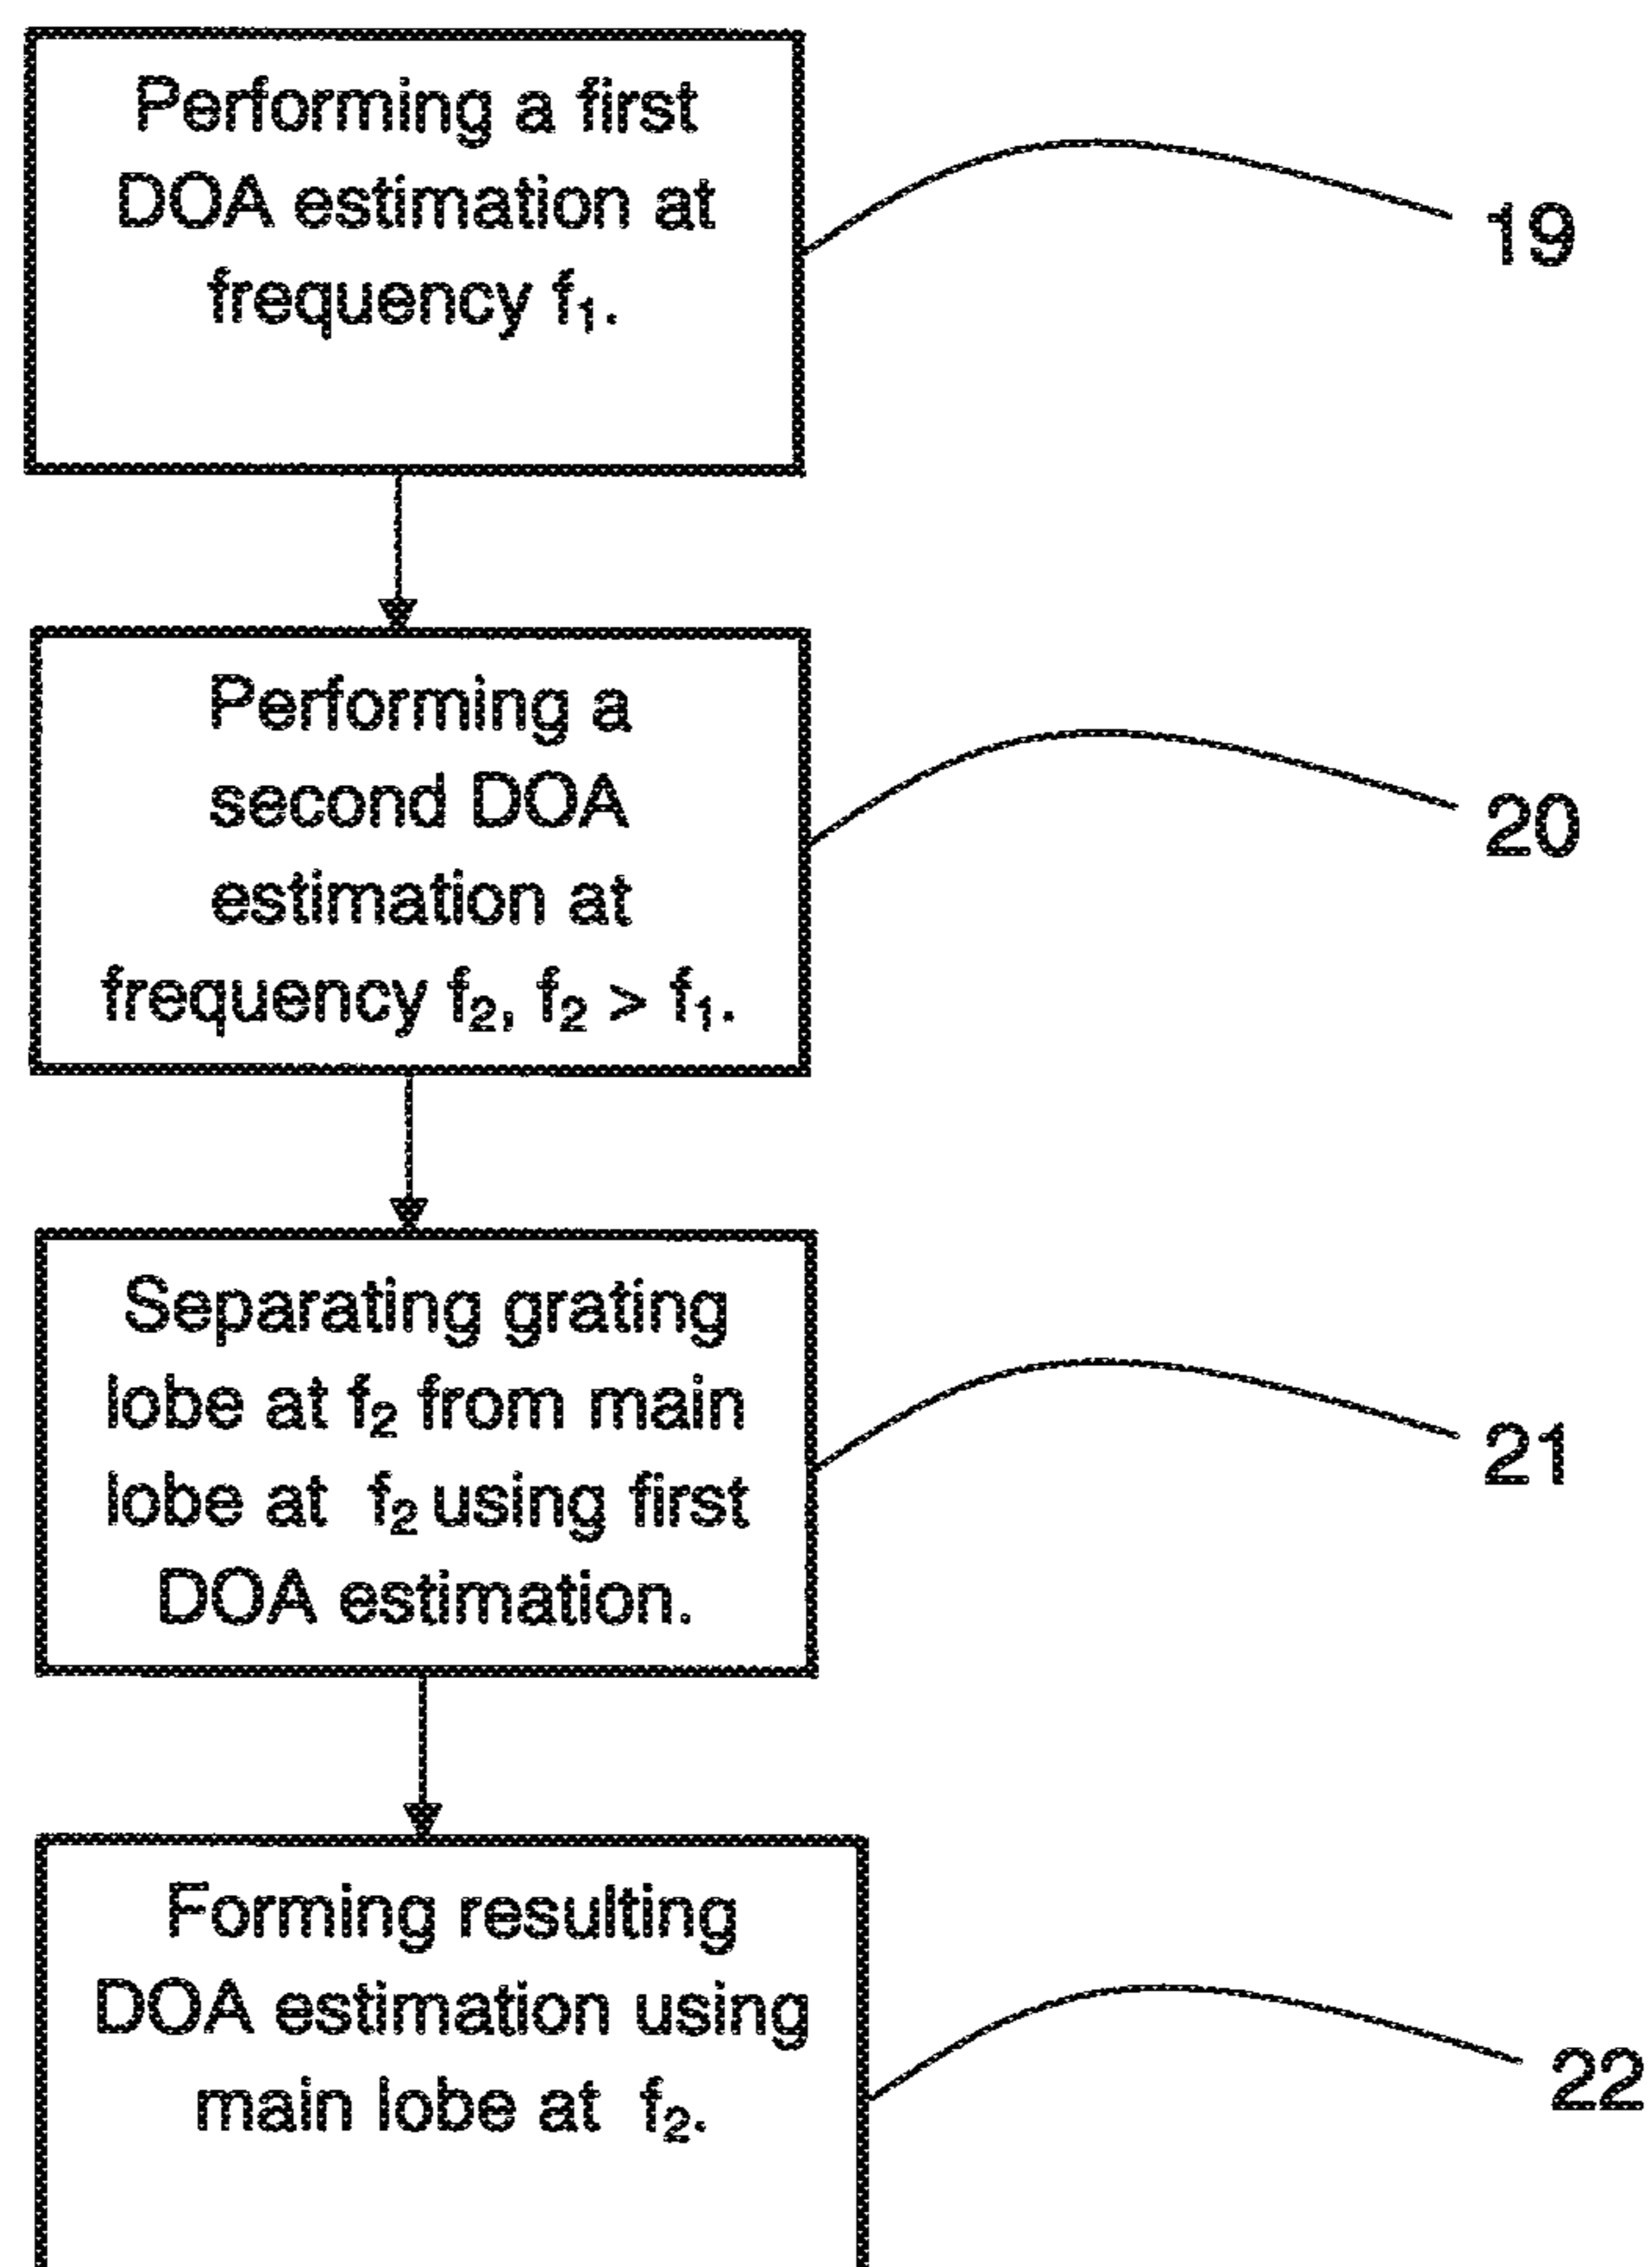 Performing a first
DOA estimation at
frequency f₁.
19
Performing a
second DOA
estimation at
frequency f₂, f₂ > f₁.
20
Separating grating
lobe at f₂ from main
lobe at f₂ using first
DOA estimation.
21
Forming resulting
DOA estimation using
main lobe at f₂.
22